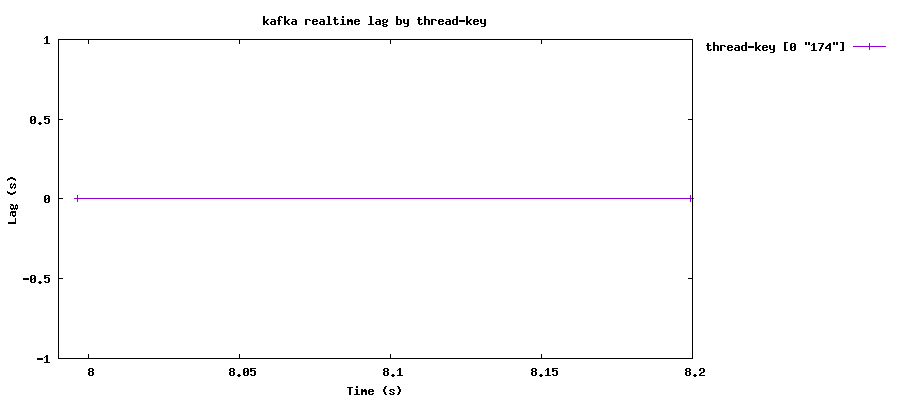 kafka realtime lag by thread-key
thread-key [0 "174"]
1
0.5
0
-0.5
-1
Lag (s)
8
8.05
8.1
8.15
8.2
Time (s)